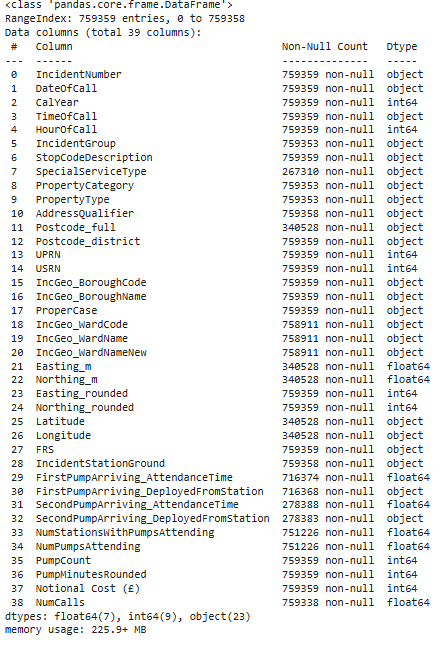 <class 'pandas.core.frame.DataFrame'>
RangeIndex: 759359 entries, 0 to 759358
Data columns (total 39 columns):
 #   Column                               Non-Null Count   Dtype
---  ------                               --------------   -----
 0   IncidentNumber                       759359 non-null  object
 1   DateOfCall                           759359 non-null  object
 2   CalYear                              759359 non-null  int64
 3   TimeOfCall                           759359 non-null  object
 4   HourOfCall                           759359 non-null  int64
 5   IncidentGroup                        759353 non-null  object
 6   StopCodeDescription                  759359 non-null  object
 7   SpecialServiceType                   267310 non-null  object
 8   PropertyCategory                     759353 non-null  object
 9   PropertyType                         759353 non-null  object
 10  AddressQualifier                     759358 non-null  object
 11  Postcode_full                        340528 non-null  object
 12  Postcode_district                    759359 non-null  object
 13  UPRN                                 759359 non-null  int64
 14  USRN                                 759359 non-null  int64
 15  IncGeo_BoroughCode                   759359 non-null  object
 16  IncGeo_BoroughName                   759359 non-null  object
 17  ProperCase                           759359 non-null  object
 18  IncGeo_WardCode                      758911 non-null  object
 19  IncGeo_WardName                      758911 non-null  object
 20  IncGeo_WardNameNew                   758911 non-null  object
 21  Easting_m                            340528 non-null  float64
 22  Northing_m                           340528 non-null  float64
 23  Easting_rounded                      759359 non-null  int64
 24  Northing_rounded                     759359 non-null  int64
 25  Latitude                             340528 non-null  object
 26  Longitude                            340528 non-null  object
 27  FRS                                  759359 non-null  object
 28  IncidentStationGround                759358 non-null  object
 29  FirstPumpArriving_AttendanceTime     716374 non-null  float64
 30  FirstPumpArriving_DeployedFromStation  716368 non-null  object
 31  SecondPumpArriving_AttendanceTime    278388 non-null  float64
 32  SecondPumpArriving_DeployedFromStation  278383 non-null  object
 33  NumStationsWithPumpsAttending        751226 non-null  float64
 34  NumPumpsAttending                    751226 non-null  float64
 35  PumpCount                            759359 non-null  int64
 36  PumpMinutesRounded                   759359 non-null  int64
 37  Notional Cost (£)                    759359 non-null  int64
 38  NumCalls                             759338 non-null  float64
dtypes: float64(7), int64(9), object(23)
memory usage: 225.9+ MB